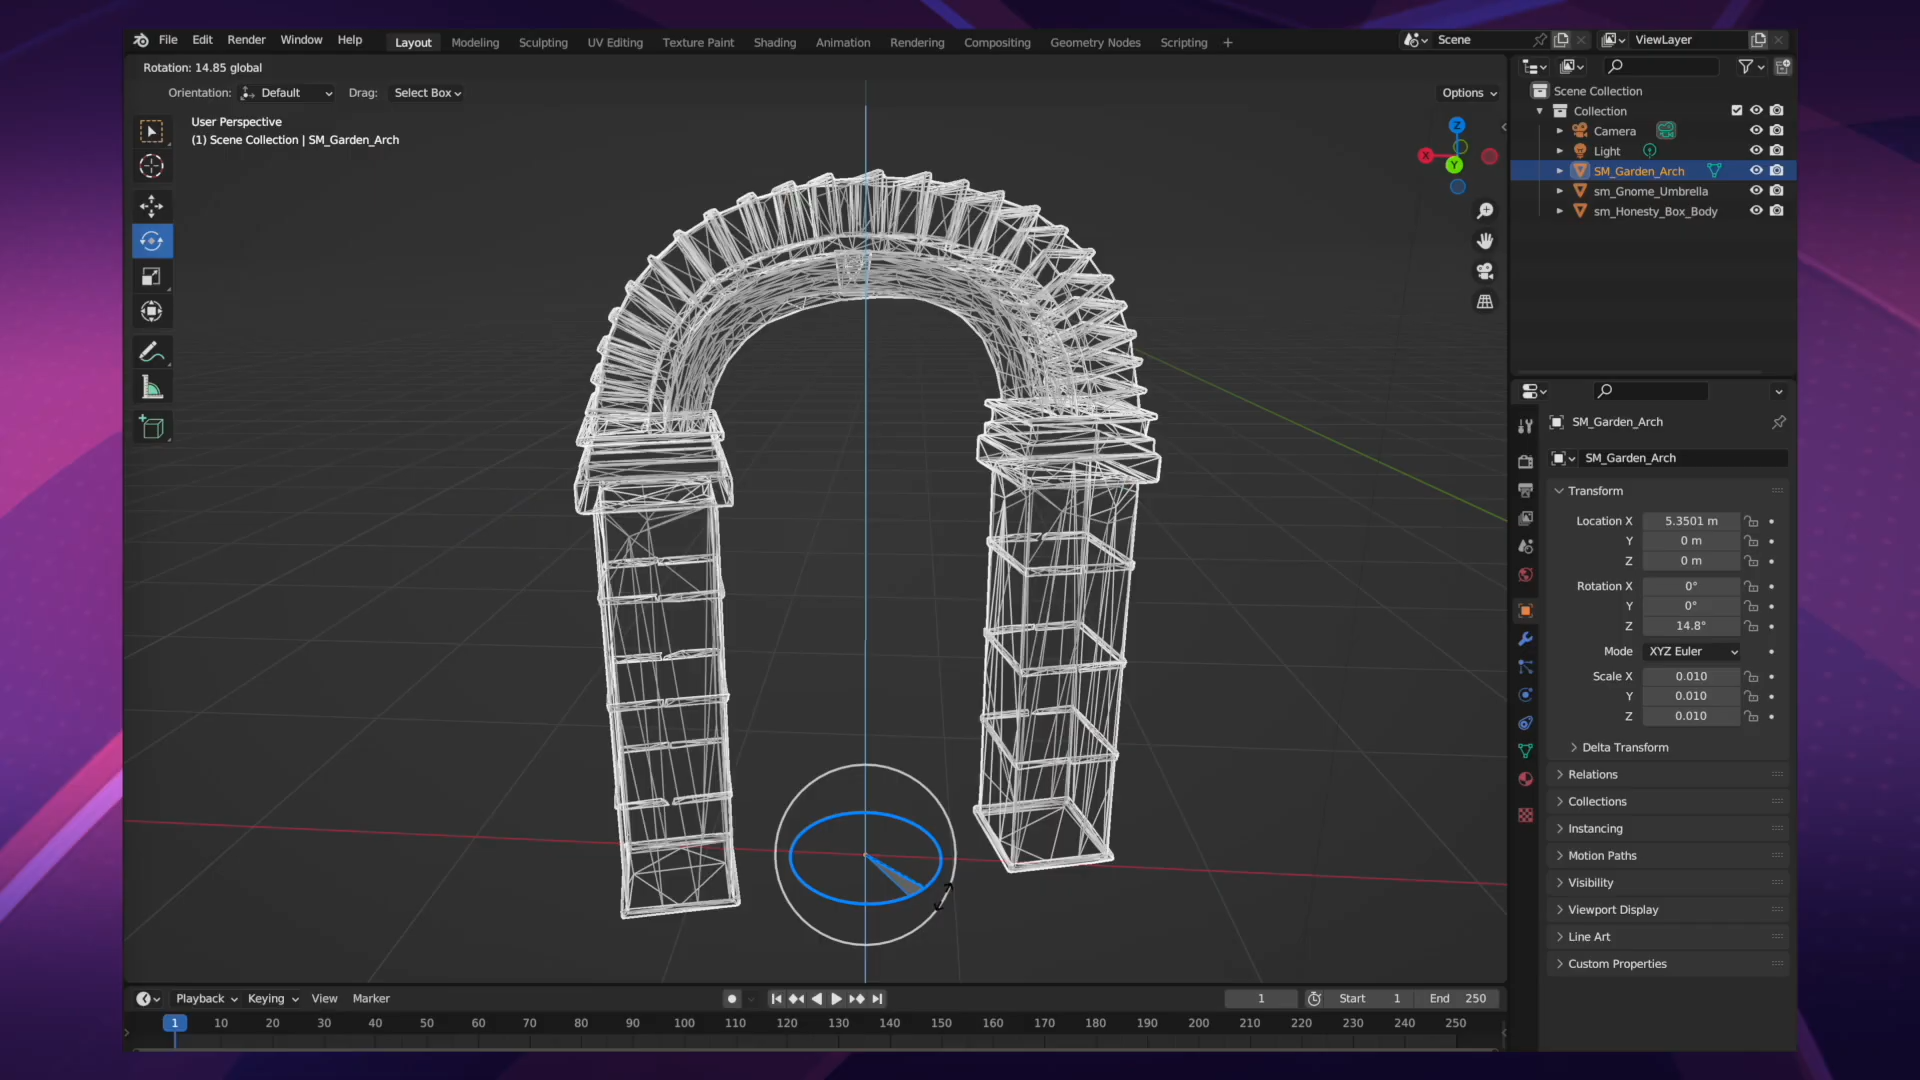 File Edit Render Window Help Layout Modeling Sculpting UV Editing Texture Paint Shading Animation Rendering Compositing Geometry Nodes Scripting + Scene ViewLayer
Rotation: 14.85 global
Orientation: Default Drag: Select Box Options
User Perspective
(1) Scene Collection | SM_Garden_Arch
Z
X
Y
Scene Collection
Collection
Camera
Light
SM_Garden_Arch
sm_Gnome_Umbrella
sm_Honesty_Box_Body
SM_Garden_Arch
SM_Garden_Arch
Transform
Location X 5.3501 m
Y 0 m
Z 0 m
Rotation X 0°
Y 0°
Z 14.8°
Mode XYZ Euler
Scale X 0.010
Y 0.010
Z 0.010
Delta Transform
Relations
Collections
Instancing
Motion Paths
Visibility
Viewport Display
Line Art
Custom Properties
Playback Keying View Marker 1 Start 1 End 250
1 10 20 30 40 50 60 70 80 90 100 110 120 130 140 150 160 170 180 190 200 210 220 230 240 250